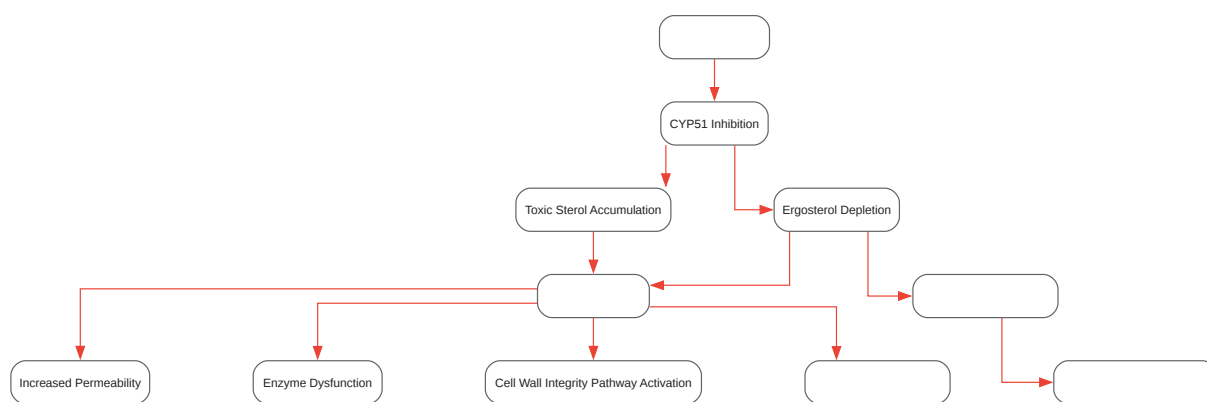 CYP51 Inhibition
Toxic Sterol Accumulation
Ergosterol Depletion
Increased Permeability
Enzyme Dysfunction
Cell Wall Integrity Pathway Activation